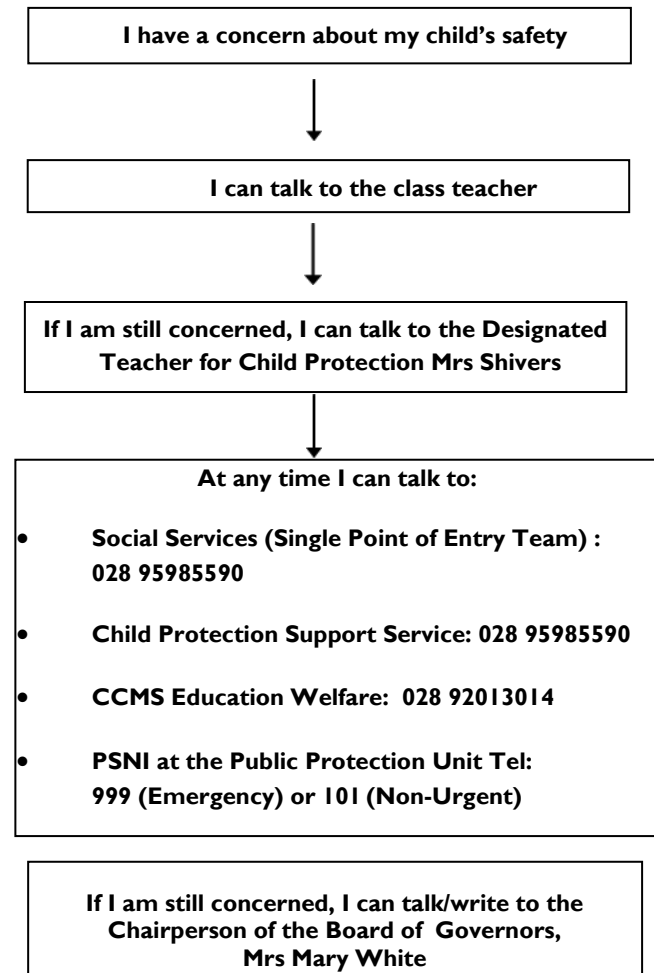 I have a concern about my child’s safety
I can talk to the class teacher
If I am still concerned, I can talk to the Designated
Teacher for Child Protection Mrs Shivers
At any time I can talk to:
• Social Services (Single Point of Entry Team) :
028 95985590
• Child Protection Support Service: 028 95985590
• CCMS Education Welfare: 028 92013014
• PSNI at the Public Protection Unit Tel:
999 (Emergency) or 101 (Non-Urgent)
If I am still concerned, I can talk/write to the
Chairperson of the Board of Governors,
Mrs Mary White